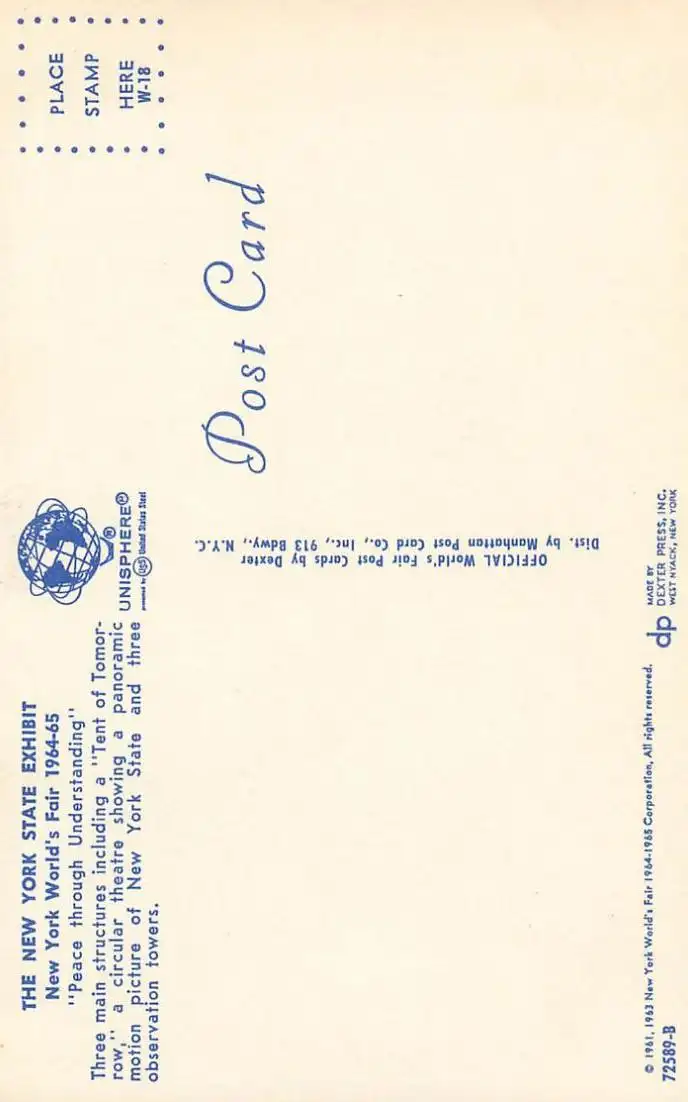 THE NEW YORK STATE EXHIBIT
New York World's Fair 1964-65
"Peace through Understanding"
Three main structures including a "Tent of Tomor-
row," a circular theatre showing a panoramic
motion picture of New York State and three
observation towers.
®
UNISPHERE®
presented by USS United States Steel
PLACE
STAMP
HERE
W-18
Post Card
OFFICIAL World's Fair Post Cards by Dexter
Dist. by Manhattan Post Card Co., Inc., 913 Bdwy., N.Y.C.
© 1961, 1963 New York World's Fair 1964-1965 Corporation, All rights reserved.
72589-B
dp
MADE BY
DEXTER PRESS, INC.
WEST NYACK, NEW YORK